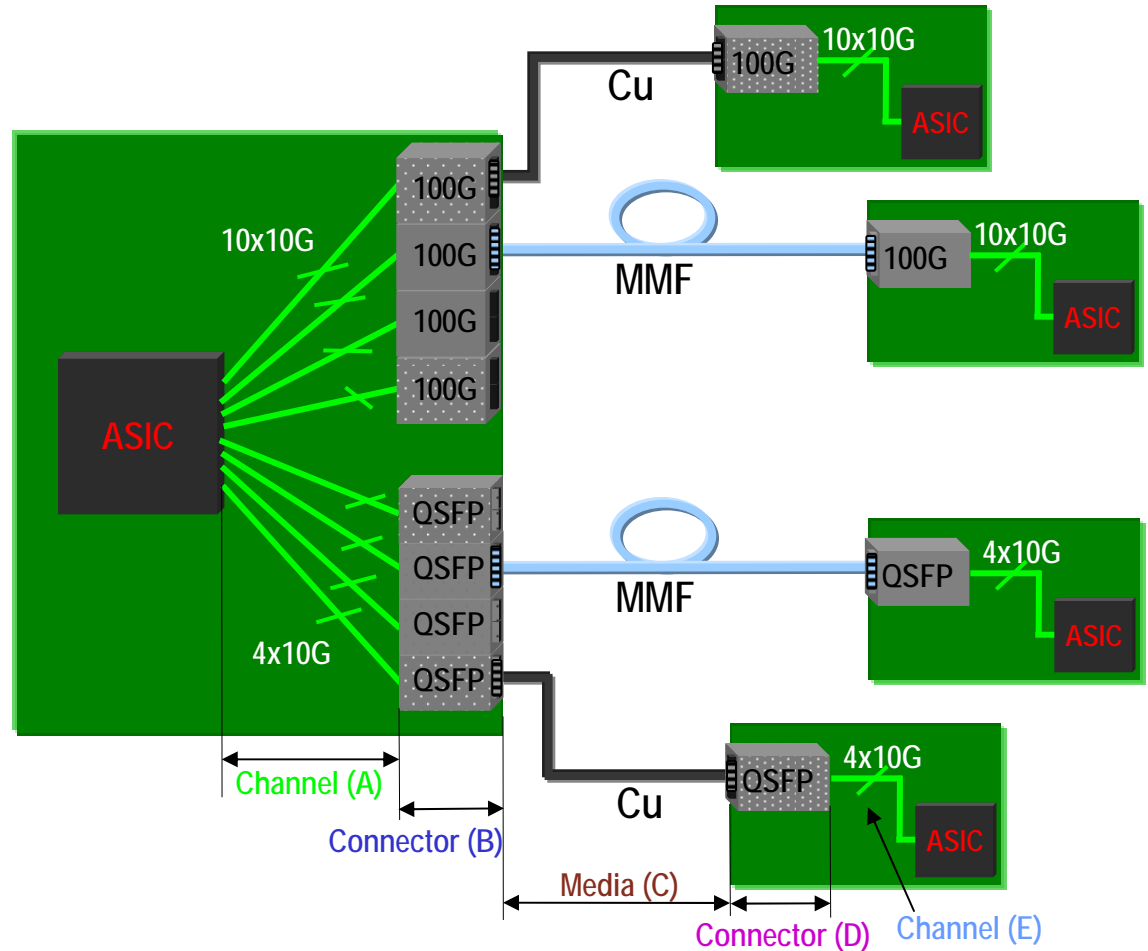 10x10G
100G
Cu
ASIC
100G
10x10G
100G
MMF
10x10G
100G
ASIC
100G
100G
ASIC
QSFP
QSFP
MMF
4x10G
QSFP
ASIC
QSFP
4x10G
QSFP
4x10G
QSFP
Cu
ASIC
Channel (A)
Connector (B)
Media (C)
Connector (D)
Channel (E)